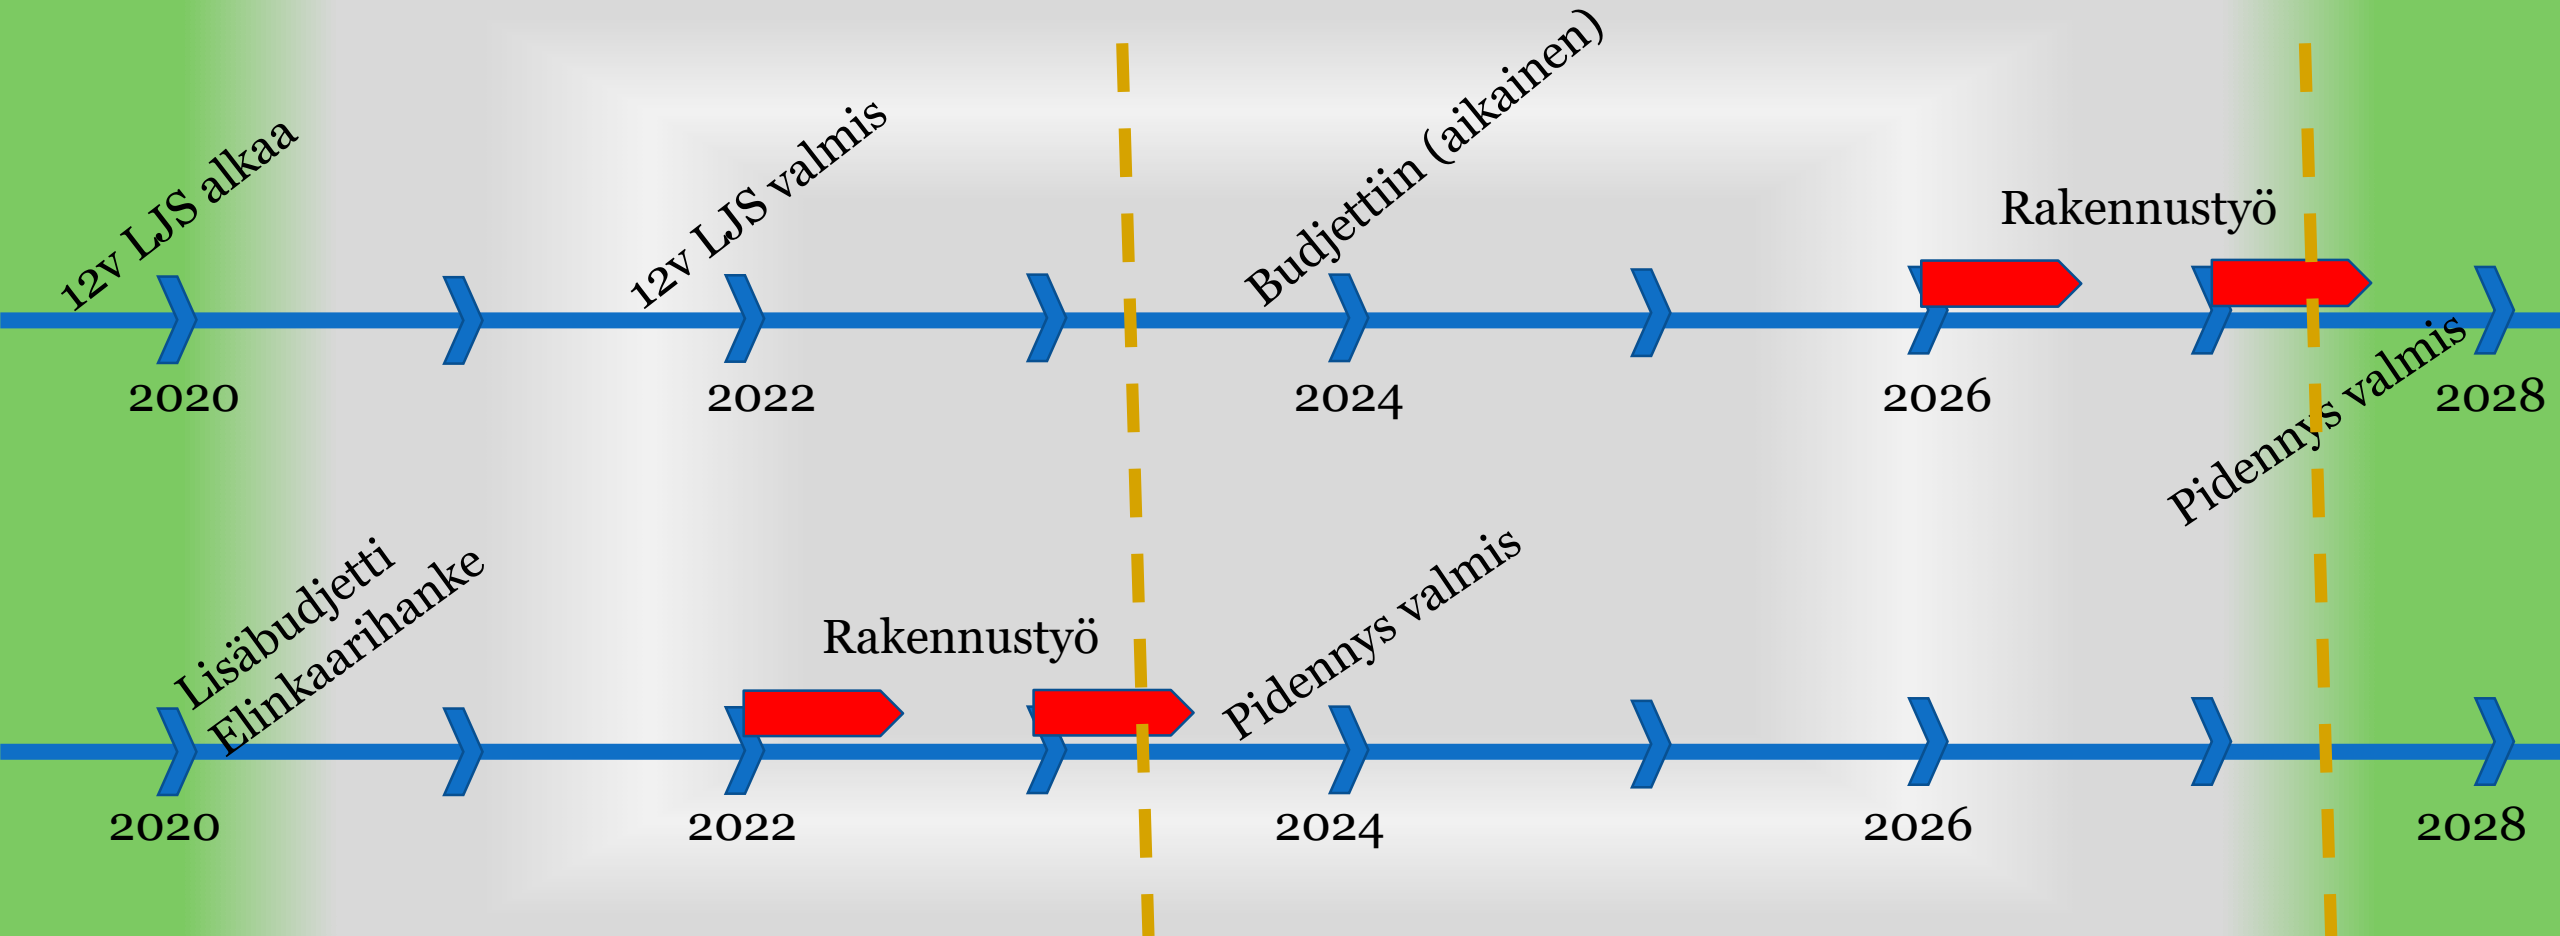 12v LJS alkaa
12v LJS valmis
Budjettiin (aikainen)
Rakennustyö
Pidennys valmis
2020
2022
2024
2026
2028
Lisäbudjetti
Elinkaarihanke
Rakennustyö
Pidennys valmis
2020
2022
2024
2026
2028